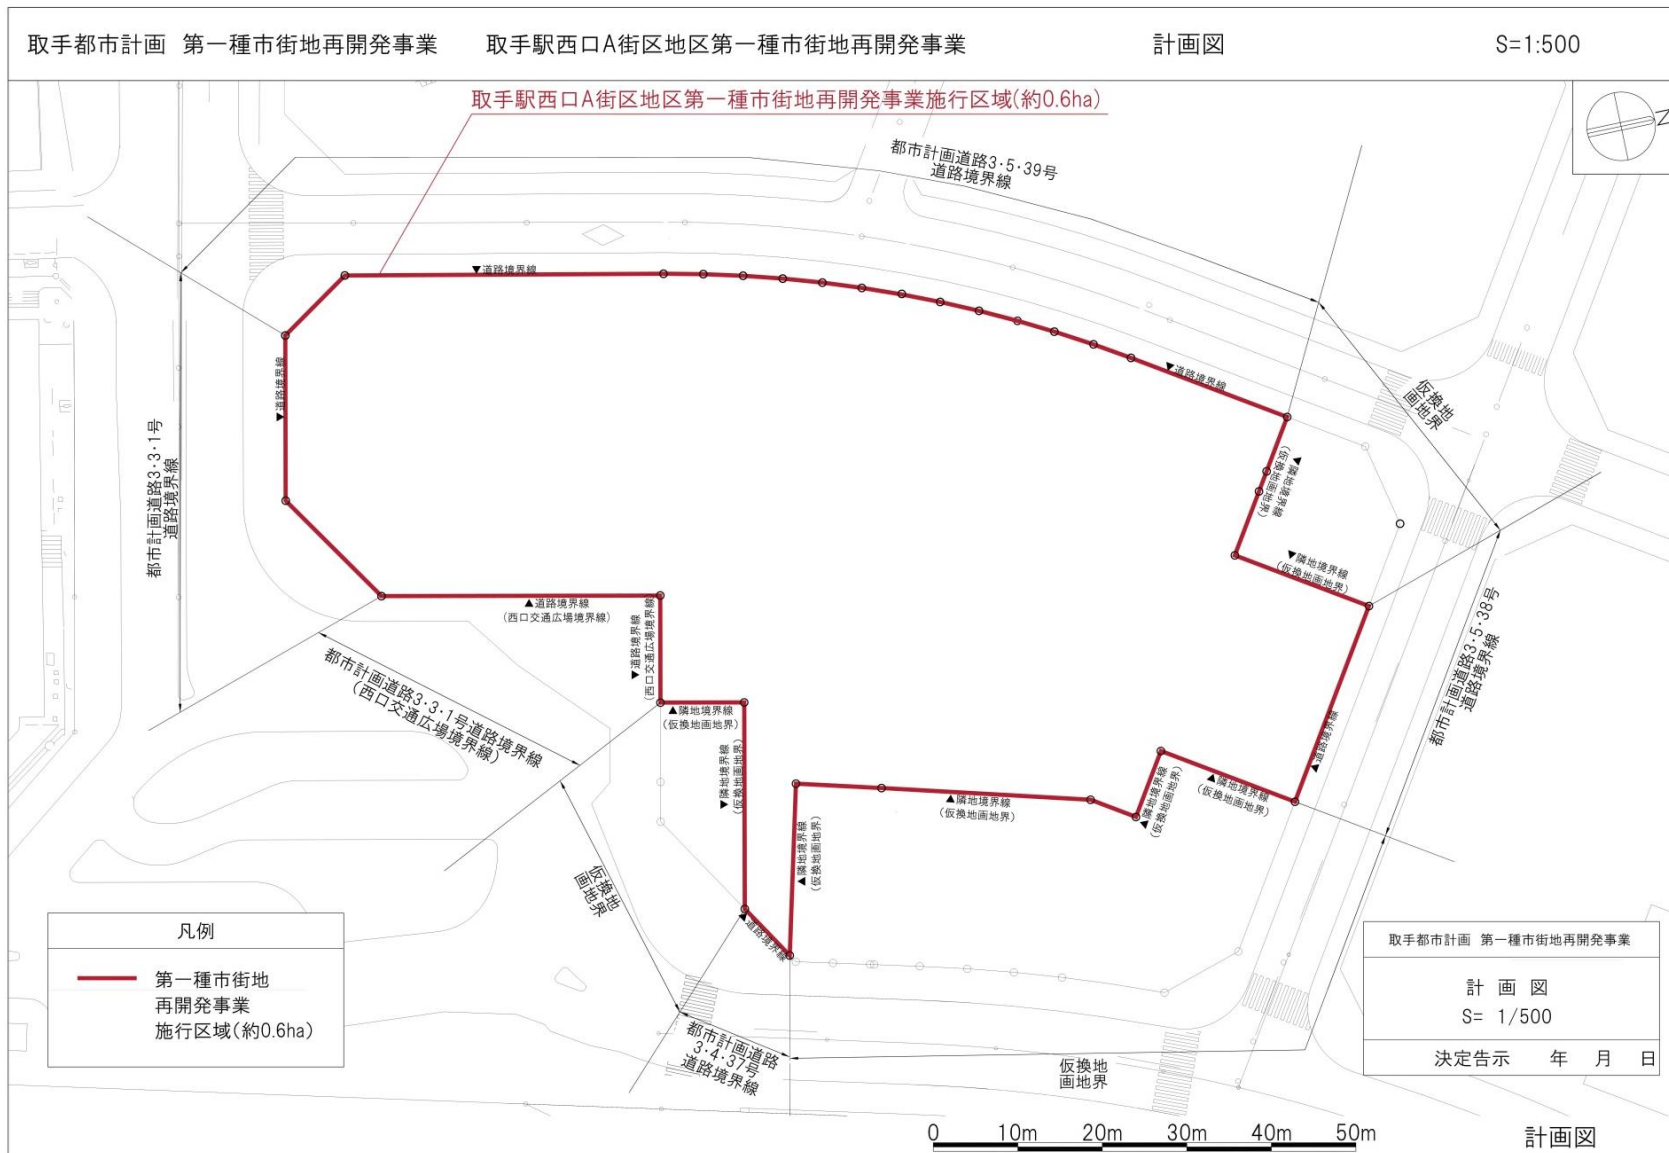 取手都市計画 第一種市街地再開発事業 取手駅西口A街区地区第一種市街地再開発事業 計画図 S=1:500
取手駅西口A街区地区第一種市街地再開発事業施行区域(約0.6ha)
N
都市計画道路3・5・39号
道路境界線
▼道路境界線
▼道路境界線
▼道路境界線
都市計画道路3・3・1号
道路境界線
仮換地
画地界
▼隣地境界線
(仮換地画地界)
▼隣地境界線
(仮換地画地界)
都市計画道路3・5・38号
道路境界線
▲道路境界線
▲道路境界線
(西口交通広場境界線)
▼道路境界線
(西口交通広場境界線)
都市計画道路3・3・1号道路境界線
(西口交通広場境界線)
▲隣地境界線
(仮換地画地界)
▼隣地境界線
(仮換地画地界)
▲隣地境界線
(仮換地画地界)
▲隣地境界線
(仮換地画地界)
▲隣地境界線
(仮換地画地界)
▲隣地境界線
(仮換地画地界)
仮換地
画地界
▼道路境界線
都市計画道路
3・4・37号
道路境界線
仮換地
画地界
凡例
第一種市街地
再開発事業
施行区域(約0.6ha)
取手都市計画 第一種市街地再開発事業
計 画 図
S= 1/500
決定告示 年 月 日
0 10m 20m 30m 40m 50m
計画図